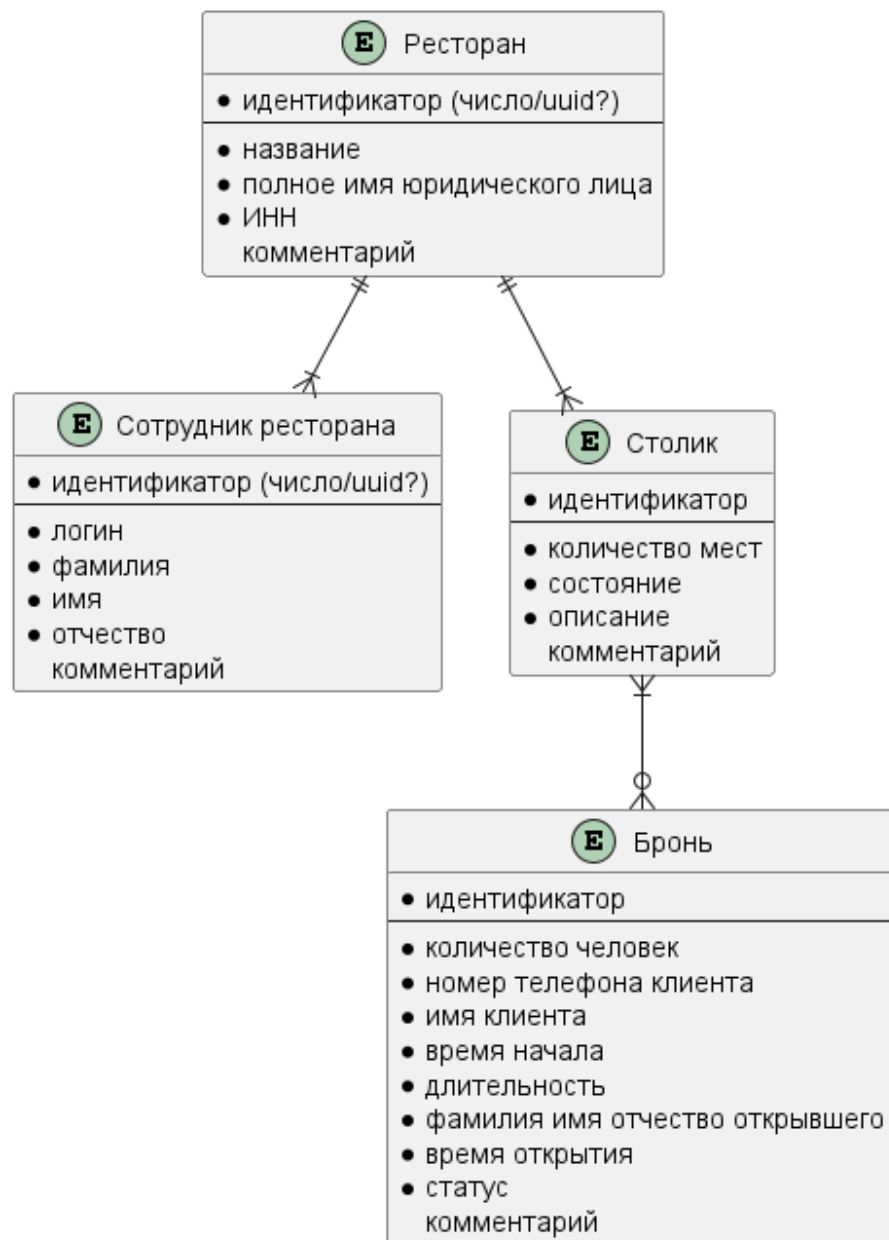 E Ресторан
идентификатор (число/uuid?)
название
полное имя юридического лица
ИНН
комментарий
E Сотрудник ресторана
идентификатор (число/uuid?)
логин
фамилия
имя
отчество
комментарий
E Столик
идентификатор
количество мест
состояние
описание
комментарий
E Бронь
идентификатор
количество человек
номер телефона клиента
имя клиента
время начала
длительность
фамилия имя отчество открывшего
время открытия
статус
комментарий